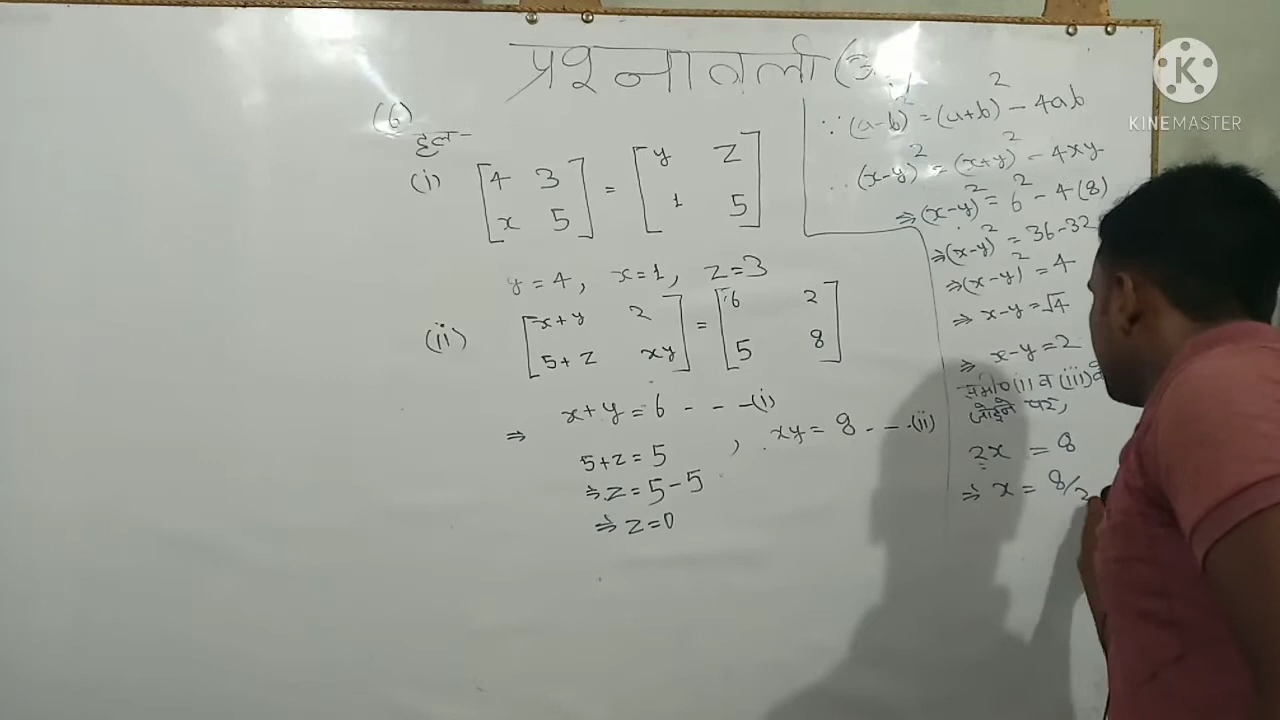 प्रश्नावली (3.1
(6)
हल–
(i) [4 3 x 5] = [y z 1 5]
y = 4, x = 1, z = 3
(ii) [x+y 2 5+z xy] = [6 2 5 8]
⇒ x+y = 6 - - - (i)
5+z = 5 , xy = 8 - - - (ii)
⇒ z = 5 - 5
⇒ z = 0
∵ (a-b)² = (a+b)² - 4ab
∴ (x-y)² = (x+y)² - 4xy
⇒ (x-y)² = 6² - 4(8)
⇒ (x-y)² = 36-32
⇒ (x-y)² = 4
⇒ x-y = √4
⇒ x-y = 2
समी० (i) व (iii)
जोड़ने पर,
2x = 8
⇒ x = 8/2
KINEMASTER